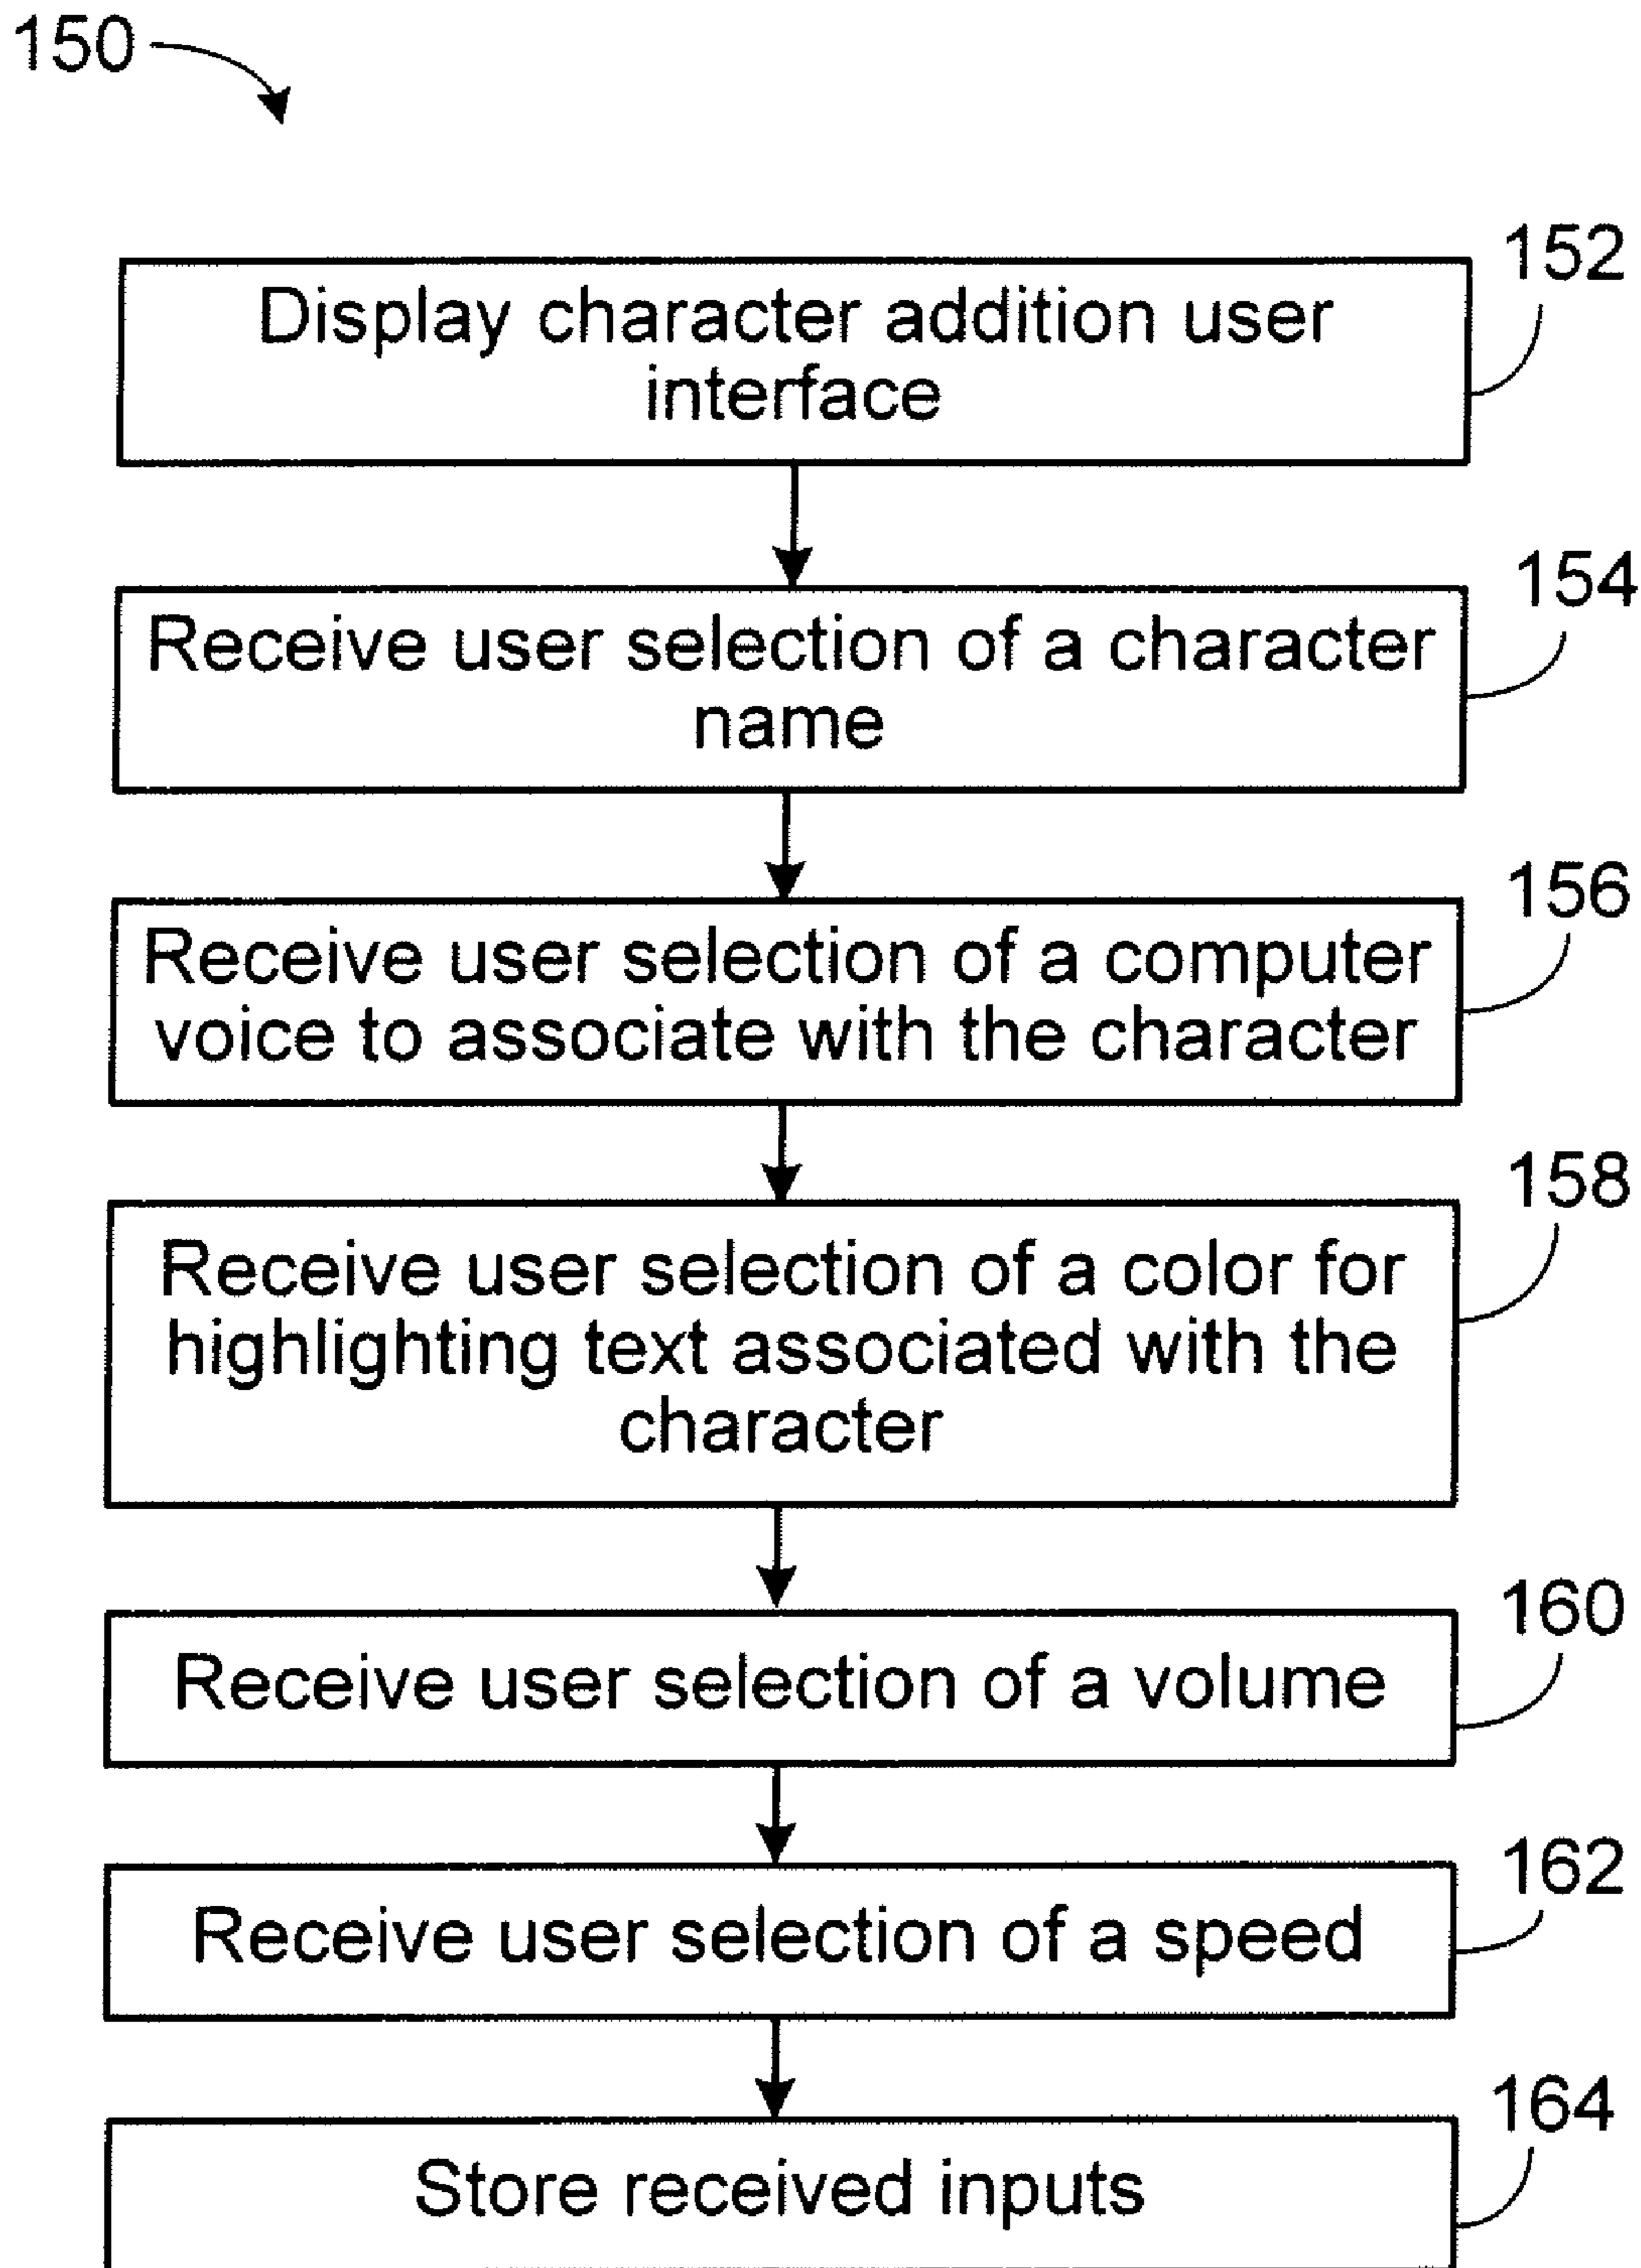 150
152
Display character addition user
interface
154
Receive user selection of a character
name
156
Receive user selection of a computer
voice to associate with the character
158
Receive user selection of a color for
highlighting text associated with the
character
160
Receive user selection of a volume
162
Receive user selection of a speed
164
Store received inputs